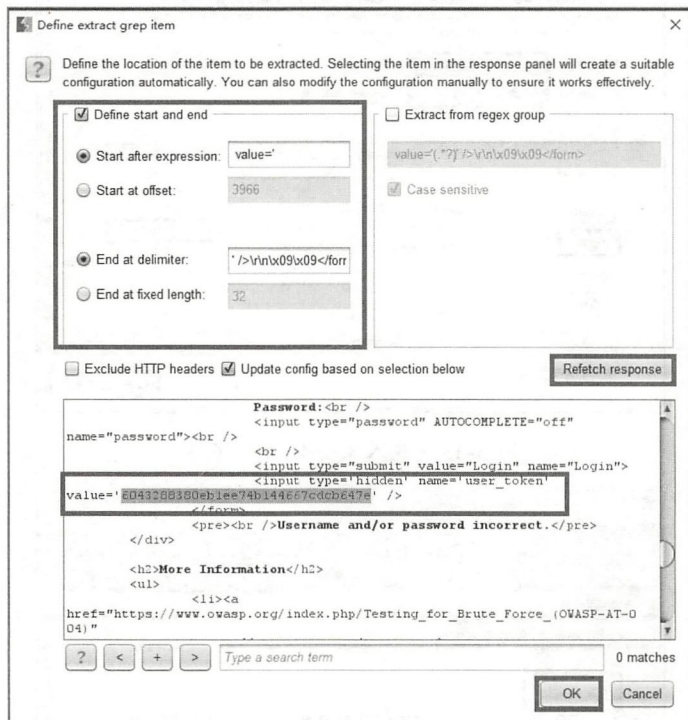 Define extract grep item
Define the location of the item to be extracted. Selecting the item in the response panel will create a suitable
configuration automatically. You can also modify the configuration manually to ensure it works effectively.
Define start and end
Extract from regex group
Start after expression: value='
value='(.*?)' />\r\n\x09\x09</form>
Start at offset: 3966
Case sensitive
End at delimiter: ' />\r\n\x09\x09</forr
End at fixed length: 32
Exclude HTTP headers
Update config based on selection below
Refetch response
Password:<br />
<input type="password" AUTOCOMPLETE="off"
name="password"><br />
<br />
<input type="submit" value="Login" name="Login">
<input type='hidden' name='user_token'
value='6043288380eb1ee74b144667cdcb647e' />
</form>
<pre><br />Username and/or password incorrect.</pre>
</div>
<h2>More Information</h2>
<ul>
<li><a
href="https://www.owasp.org/index.php/Testing_for_Brute_Force_(OWASP-AT-0
04)"
? < + > Type a search term
0 matches
OK
Cancel